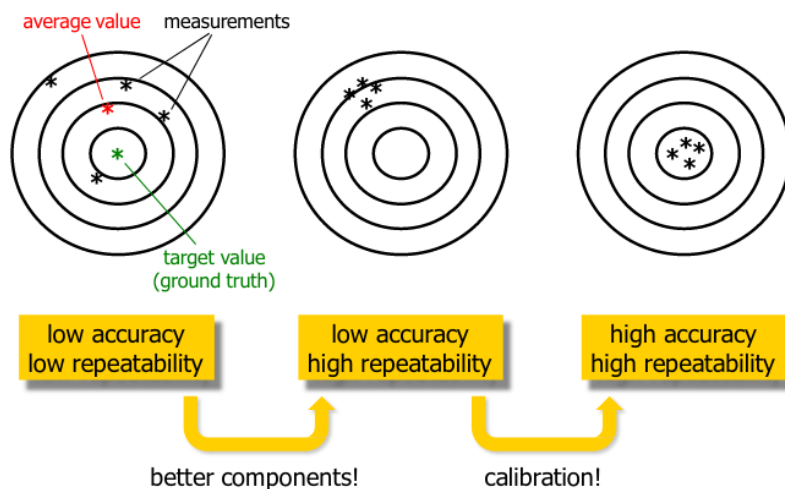 average value
measurements
target value
(ground truth)
low accuracy
low repeatability
low accuracy
high repeatability
high accuracy
high repeatability
better components!
calibration!